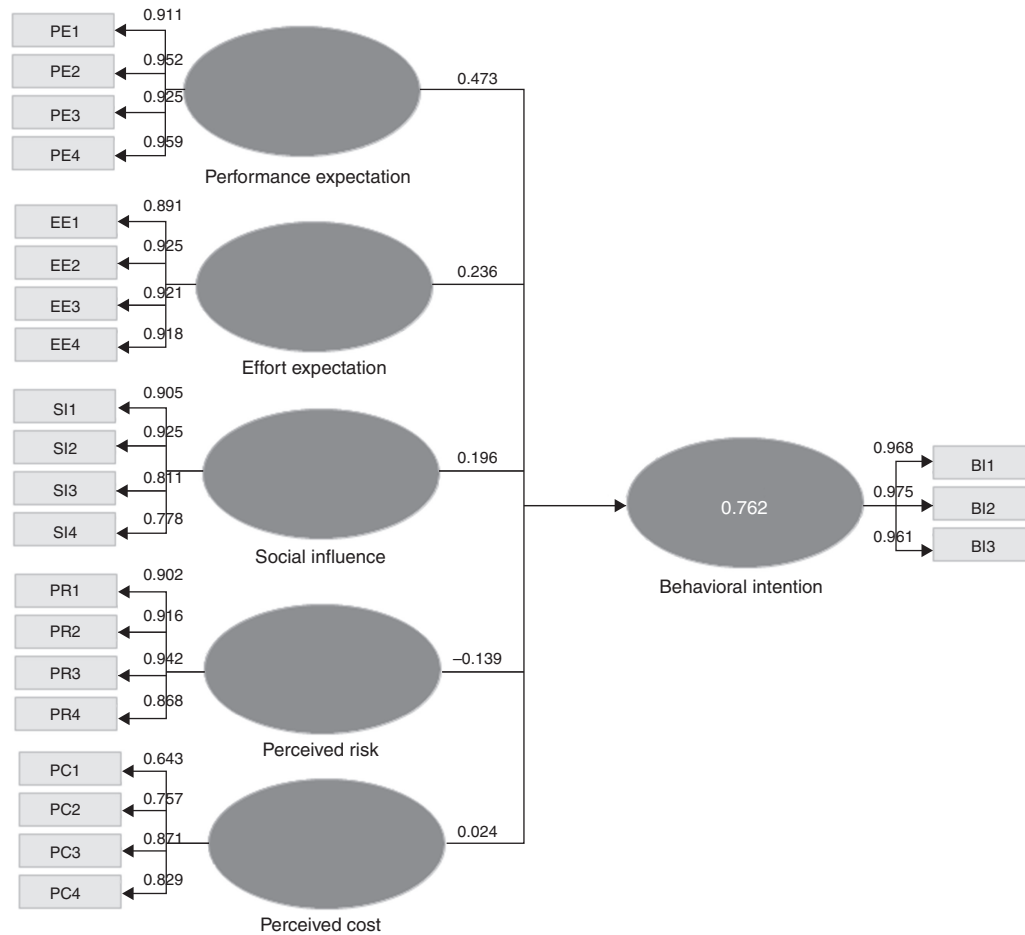 0.911
PE1
0.952
PE2
0.925
PE3
0.959
PE4
0.473
Performance expectation
0.891
EE1
0.925
EE2
0.921
EE3
0.918
EE4
0.236
Effort expectation
0.905
SI1
0.925
SI2
0.811
SI3
0.778
SI4
0.196
Social influence
0.902
PR1
0.916
PR2
0.942
PR3
0.868
PR4
–0.139
Perceived risk
0.643
PC1
0.757
PC2
0.871
PC3
0.829
PC4
0.024
Perceived cost
0.762
Behavioral intention
0.968
BI1
0.975
BI2
0.961
BI3